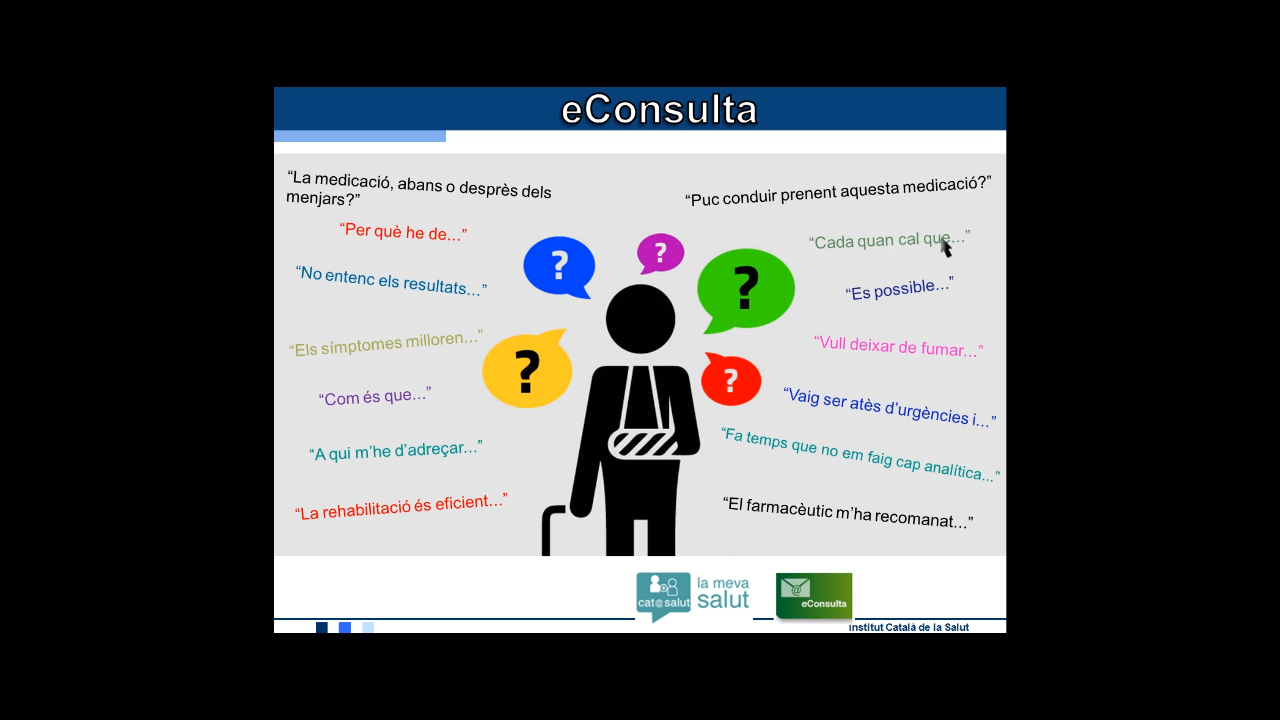 eConsulta
“La medicació, abans o desprès dels
menjars?”
“Per què he de...”
“No entenc els resultats...”
“Els símptomes milloren...”
“Com és que...”
“A qui m’he d’adreçar...”
“La rehabilitació és eficient...”
?
?
?
?
?
“Puc conduir prenent aquesta medicació?”
“Cada quan cal que...”
“Es possible...”
“Vull deixar de fumar...”
“Vaig ser atès d’urgències i...”
“Fa temps que no em faig cap analítica...”
“El farmacèutic m’ha recomanat...”
cat@salut
la meva
salut
@
eConsulta
Institut Català de la Salut